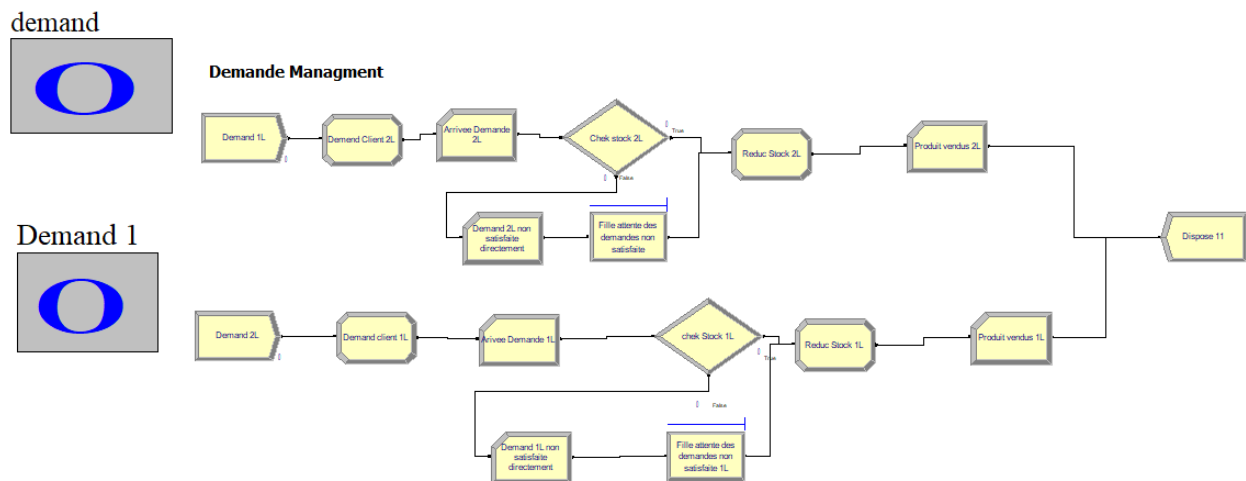 demand
Demande Managment
Demand 1L
Demend Client 2L
Arrivee Demande
2L
Chek stock 2L
True
False
Reduc Stock 2L
Produit vendus 2L
Demand 2L non
satisfaite
directement
Fille attente des
demandes non
satisfaite
Dispose 11
Demand 1
Demand 2L
Demand client 1L
Arivee Demande 1L
chek Stock 1L
True
False
Reduc Stock 1L
Produit vendus 1L
Demand 1L non
satisfaite
directement
Fille attente des
demandes non
satisfaite 1L